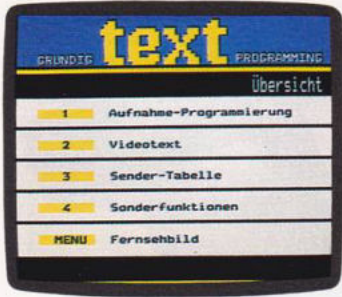 GRUNDIG text PROGRAMMING
Übersicht
1 Aufnahme-Programmierung
2 Videotext
3 Sender-Tabelle
4 Sonderfunktionen
MENU Fernsehbild